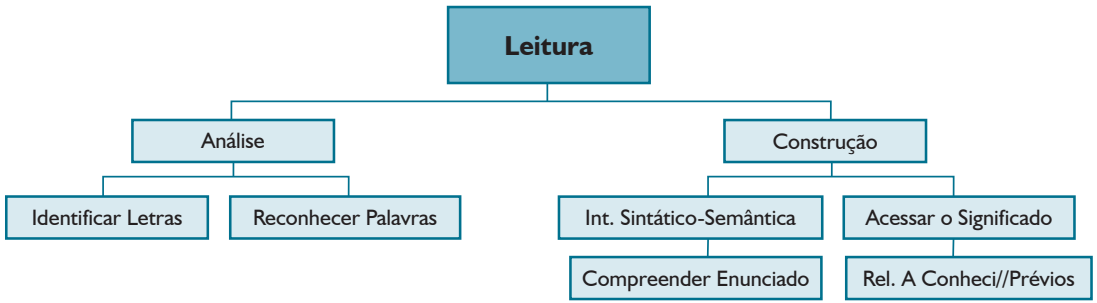 Leitura
Análise
Construção
Identificar Letras
Reconhecer Palavras
Int. Sintático-Semântica
Acessar o Significado
Compreender Enunciado
Rel. A Conheci//Prévios